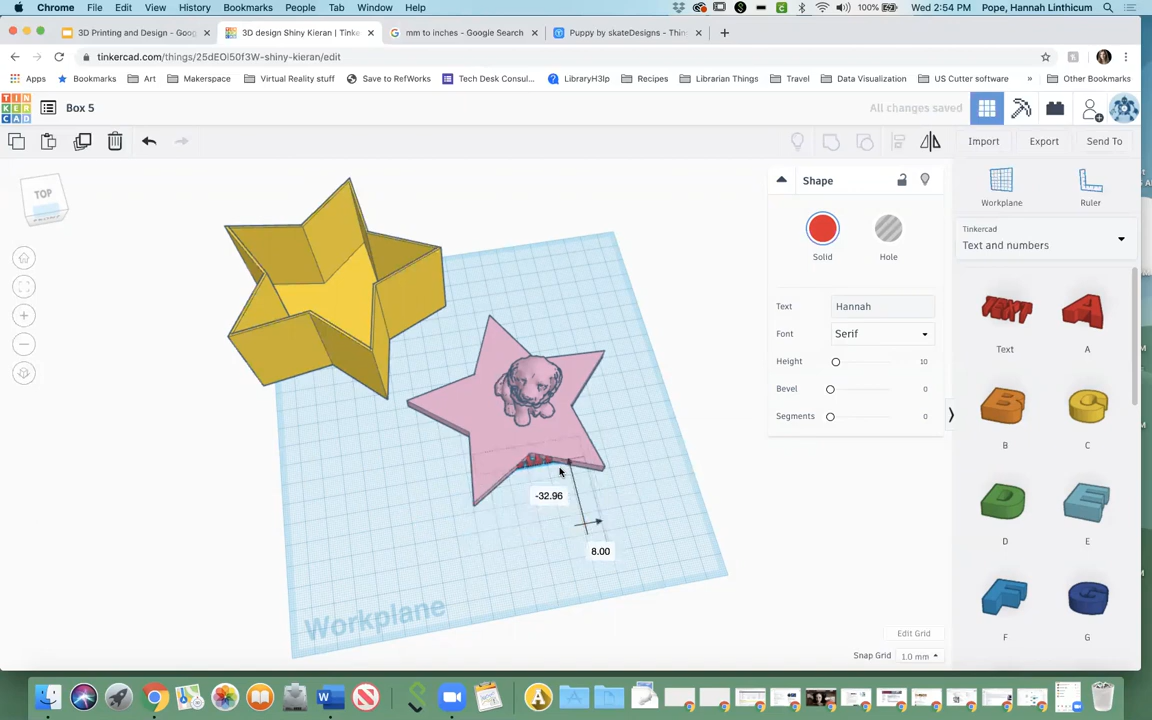 Chrome File Edit View History Bookmarks People Tab Window Help
100% Wed 2:54 PM Pope, Hannah Linthicum
3D Printing and Design - Goog
3D design Shiny Kieran | Tinke
mm to inches - Google Search
Puppy by skateDesigns - Thin
tinkercad.com/things/25dEOi50f3W-shiny-kieran/edit
Apps Bookmarks Art Makerspace Virtual Reality stuff Save to RefWorks Tech Desk Consul... LibraryH3lp Recipes Librarian Things Travel Data Visualization US Cutter software » Other Bookmarks
TIN
KER
CAD
Box 5
All changes saved
Import Export Send To
TOP
Shape
Workplane Ruler
Solid Hole
Tinkercad
Text and numbers
Text Hannah
Font Serif
Height 10
Bevel 0
Segments 0
TEXT A
Text A
B C
B C
D E
D E
F G
F G
-32.96
8.00
Workplane
Edit Grid
Snap Grid 1.0 mm